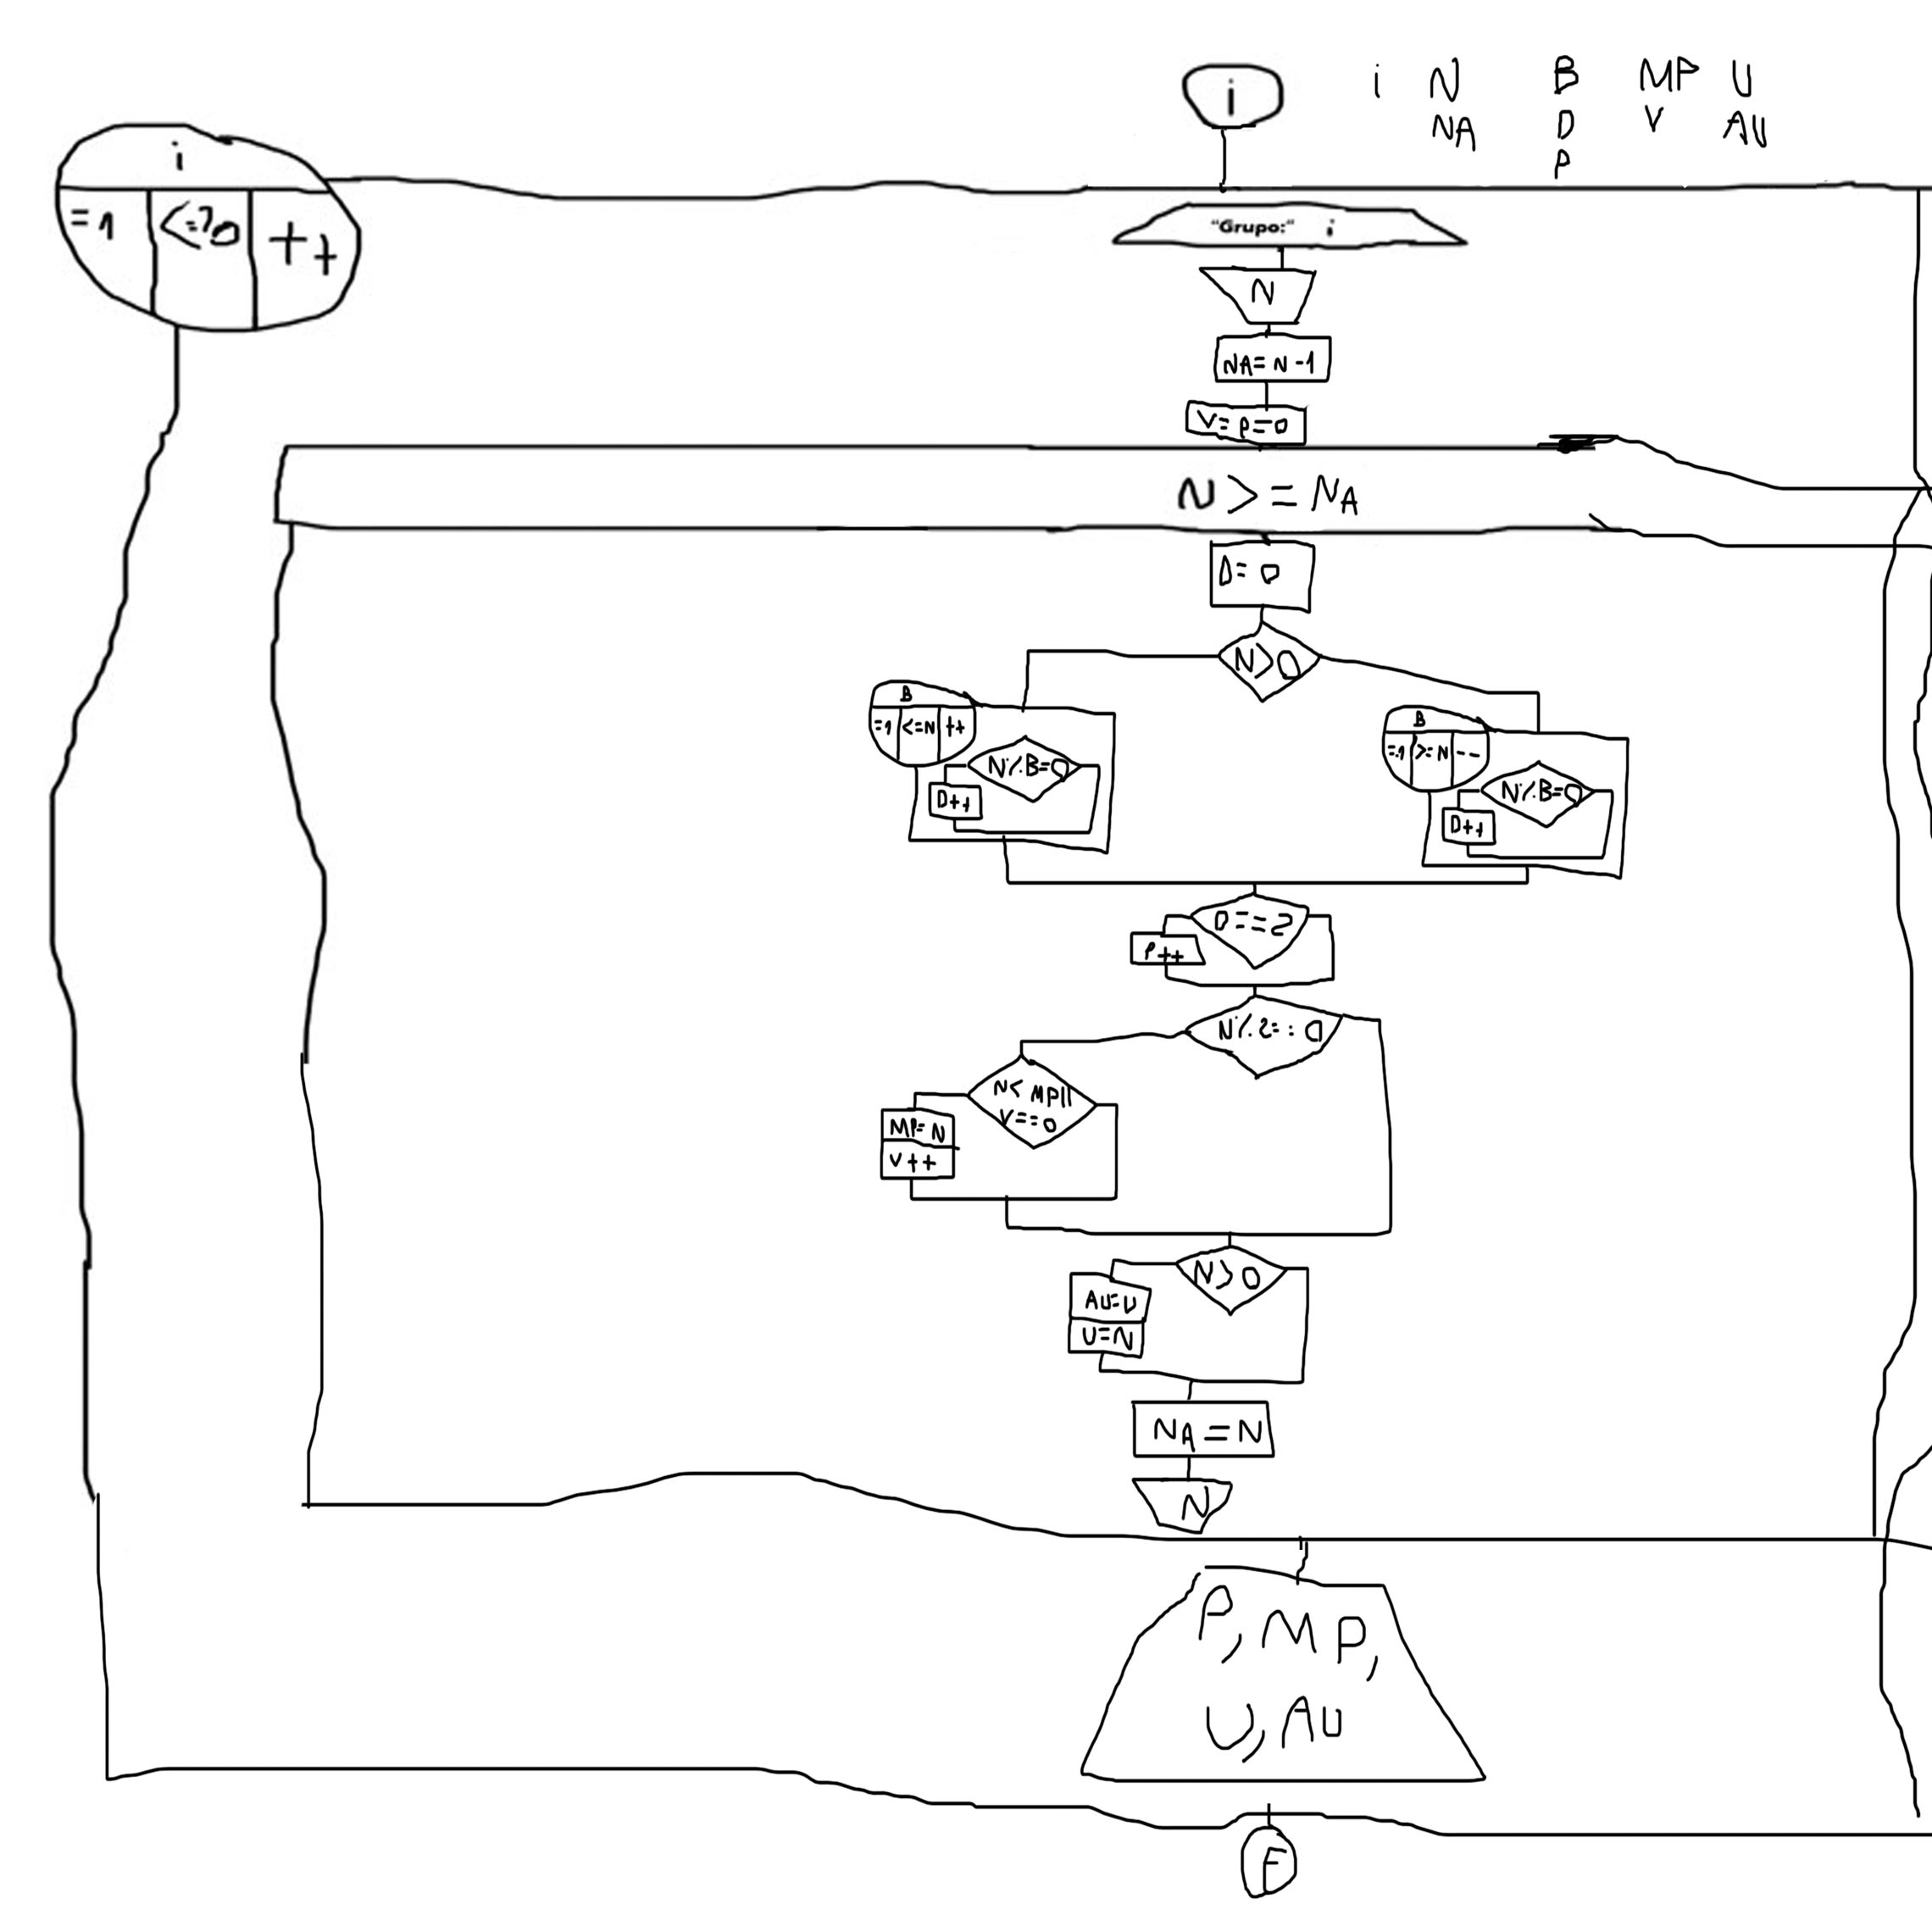 i
i N B MP U
NA D V AU
P
i
=1 ++
"Grupo:" i
N
NA=N-1
V=P=0
N>=NA
D=0
N>0
B
=1 <=N ++
N%B=0
D++
B
=1 >=N --
N%B=0
D++
D==2
P++
N%2==0
N< MP||
V==0
MP=N
V++
N>0
AU=U
U=N
NA=N
N
P, MP,
U, AU
F